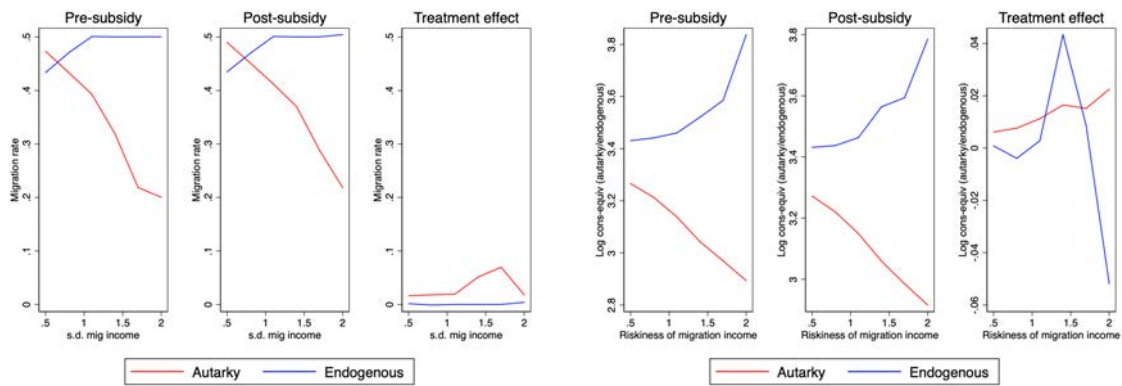 Pre-subsidy
Post-subsidy
Treatment effect
Migration rate
.5
.4
.3
.2
.1
0
.5
1
1.5
2
s.d. mig income
Migration rate
.5
.4
.3
.2
.1
0
.5
1
1.5
2
s.d. mig income
Migration rate
.5
.4
.3
.2
.1
0
.5
1
1.5
2
s.d. mig income
Autarky
Endogenous
Pre-subsidy
Post-subsidy
Treatment effect
Log cons-equiv (autarky/endogenous)
3.8
3.6
3.4
3.2
3
2.8
.5
1
1.5
2
Riskiness of migration income
Log cons-equiv (autarky/endogenous)
3.8
3.6
3.4
3.2
3
.5
1
1.5
2
Riskiness of migration income
Log cons-equiv (autarky/endogenous)
.04
.02
0
-.02
-.04
-.06
.5
1
1.5
2
Riskiness of migration income
Autarky
Endogenous